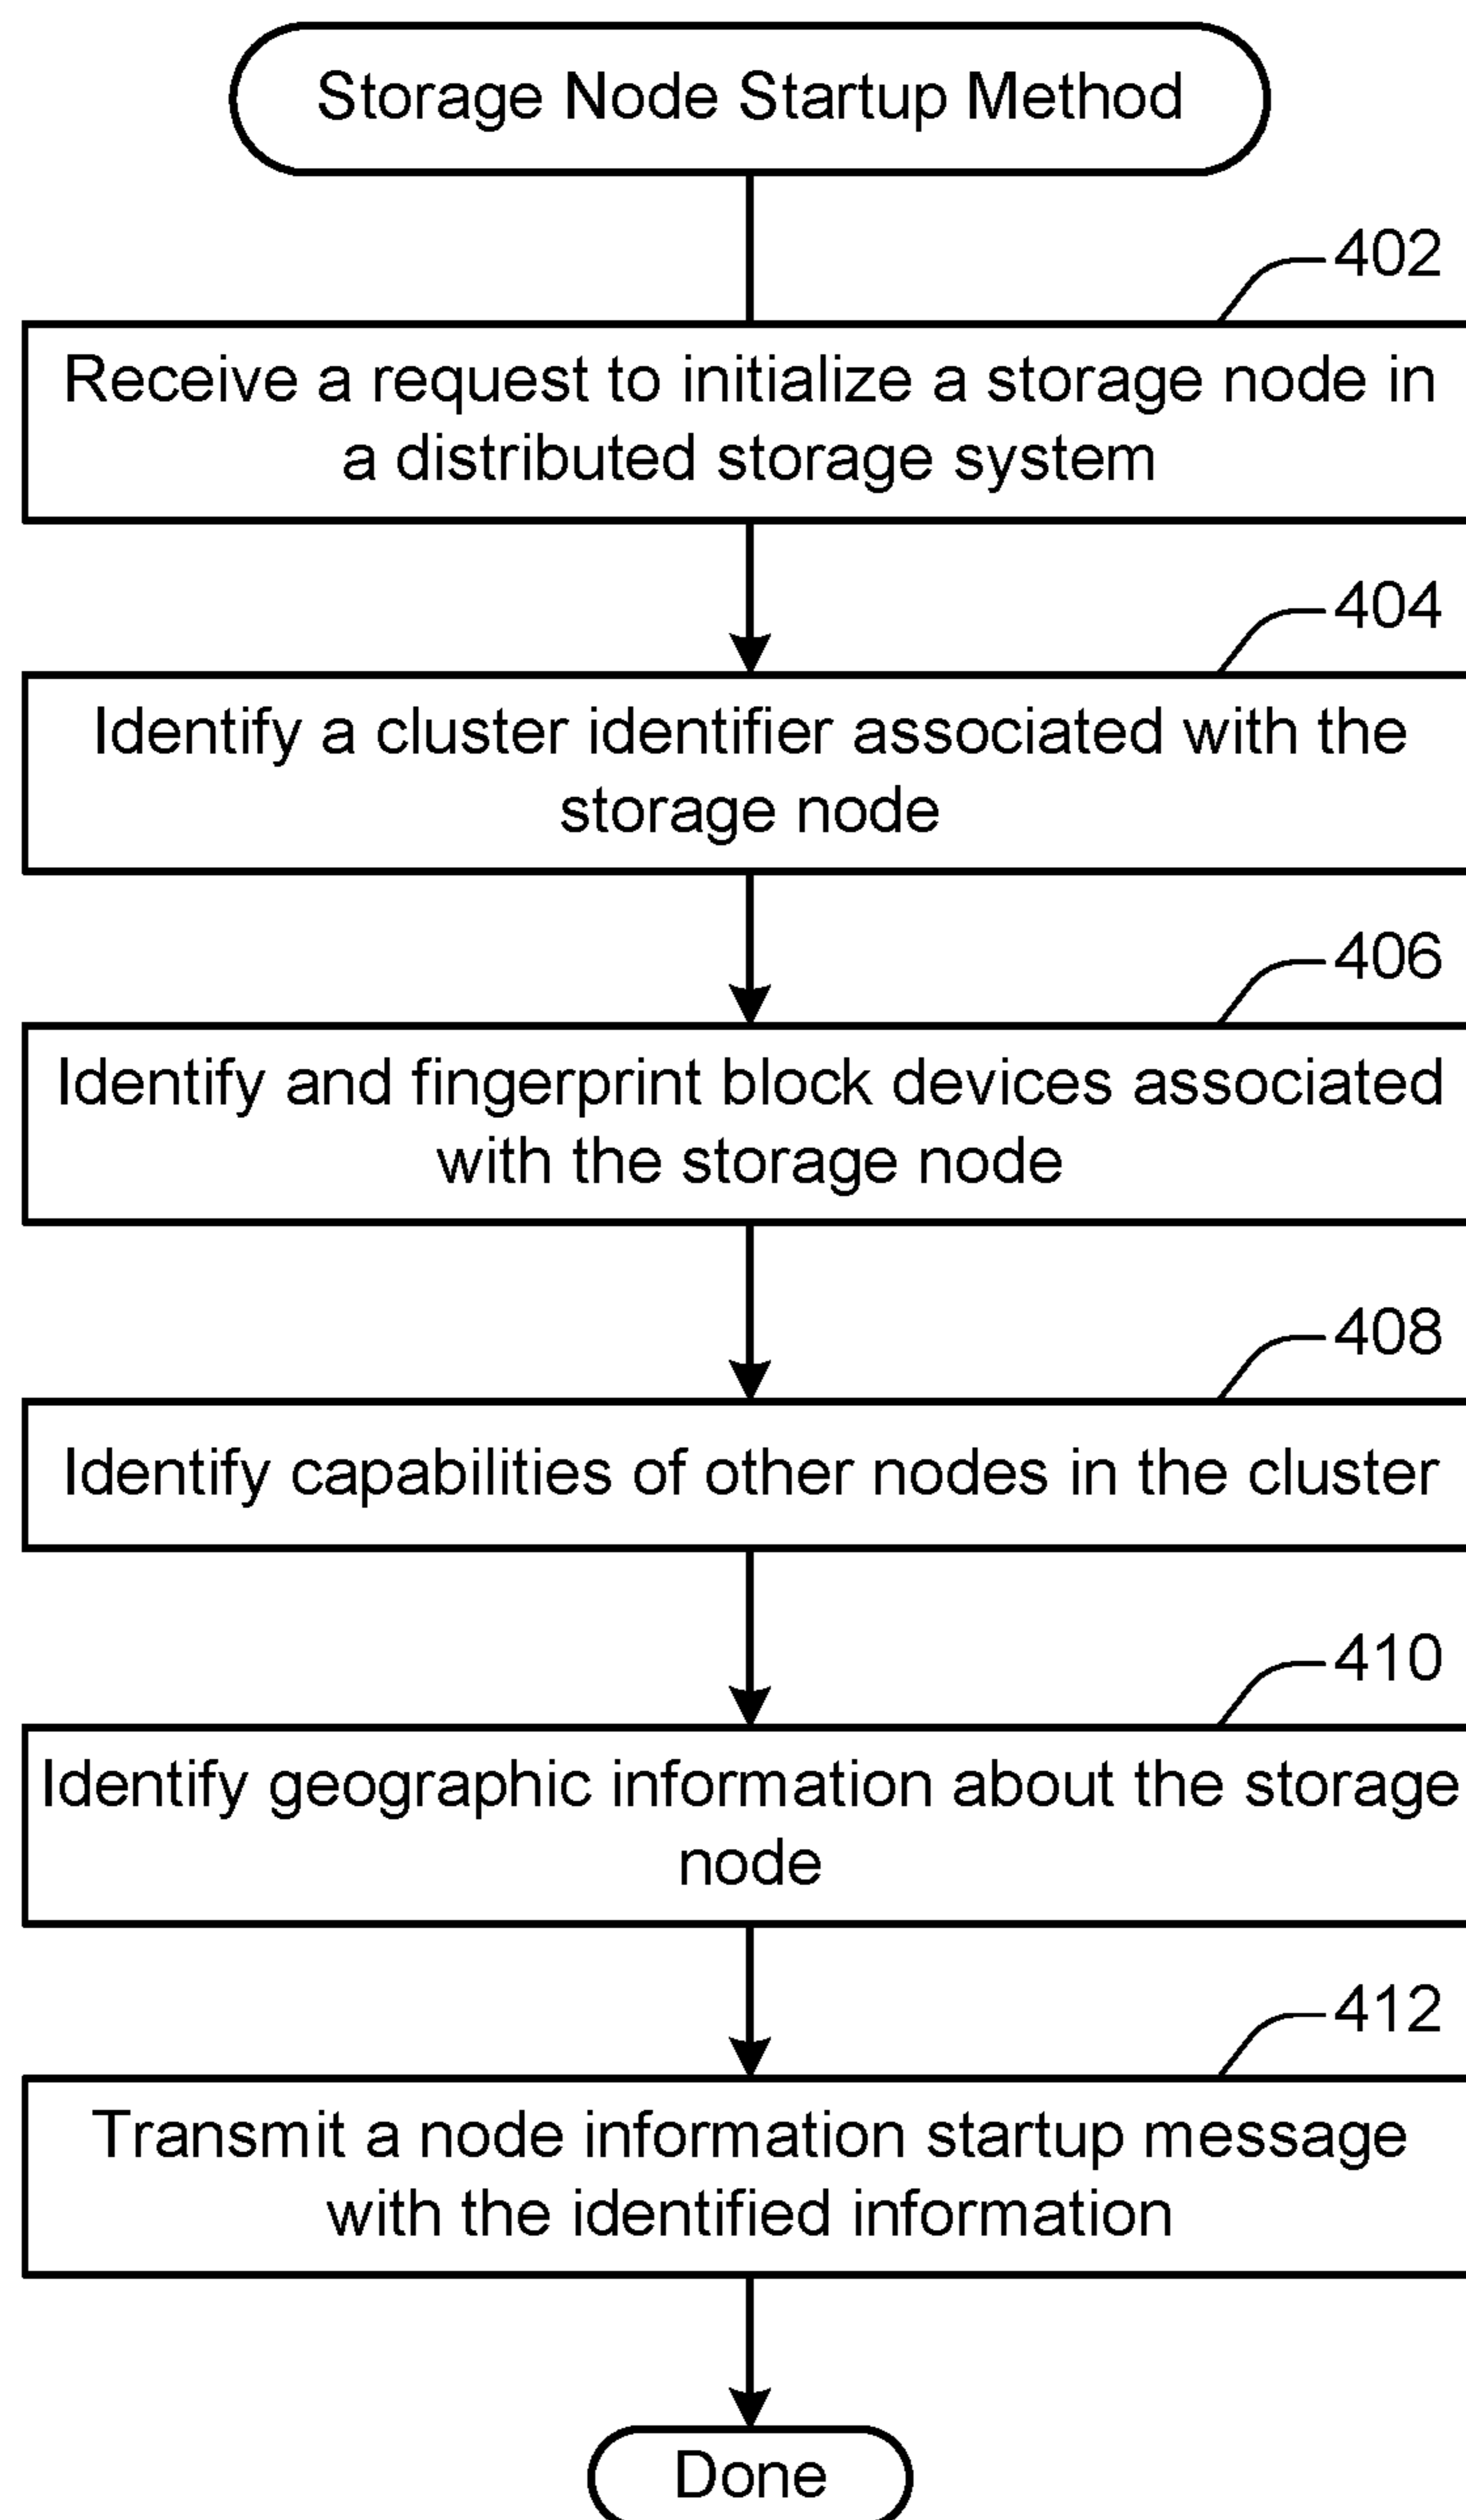 Storage Node Startup Method
402
Receive a request to initialize a storage node in
a distributed storage system
404
Identify a cluster identifier associated with the
storage node
406
Identify and fingerprint block devices associated
with the storage node
408
Identify capabilities of other nodes in the cluster
410
Identify geographic information about the storage
node
412
Transmit a node information startup message
with the identified information
Done